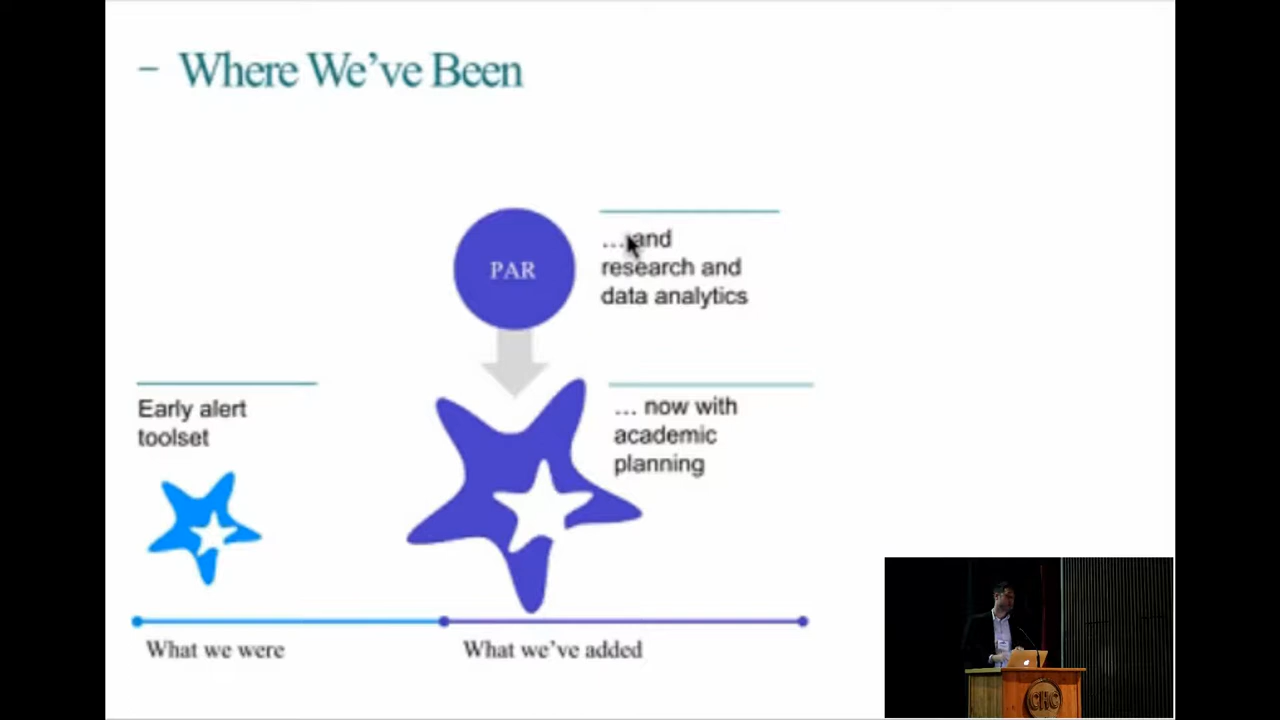 – Where We've Been
PAR
… and
research and
data analytics
Early alert
toolset
… now with
academic
planning
What we were
What we've added
CHC